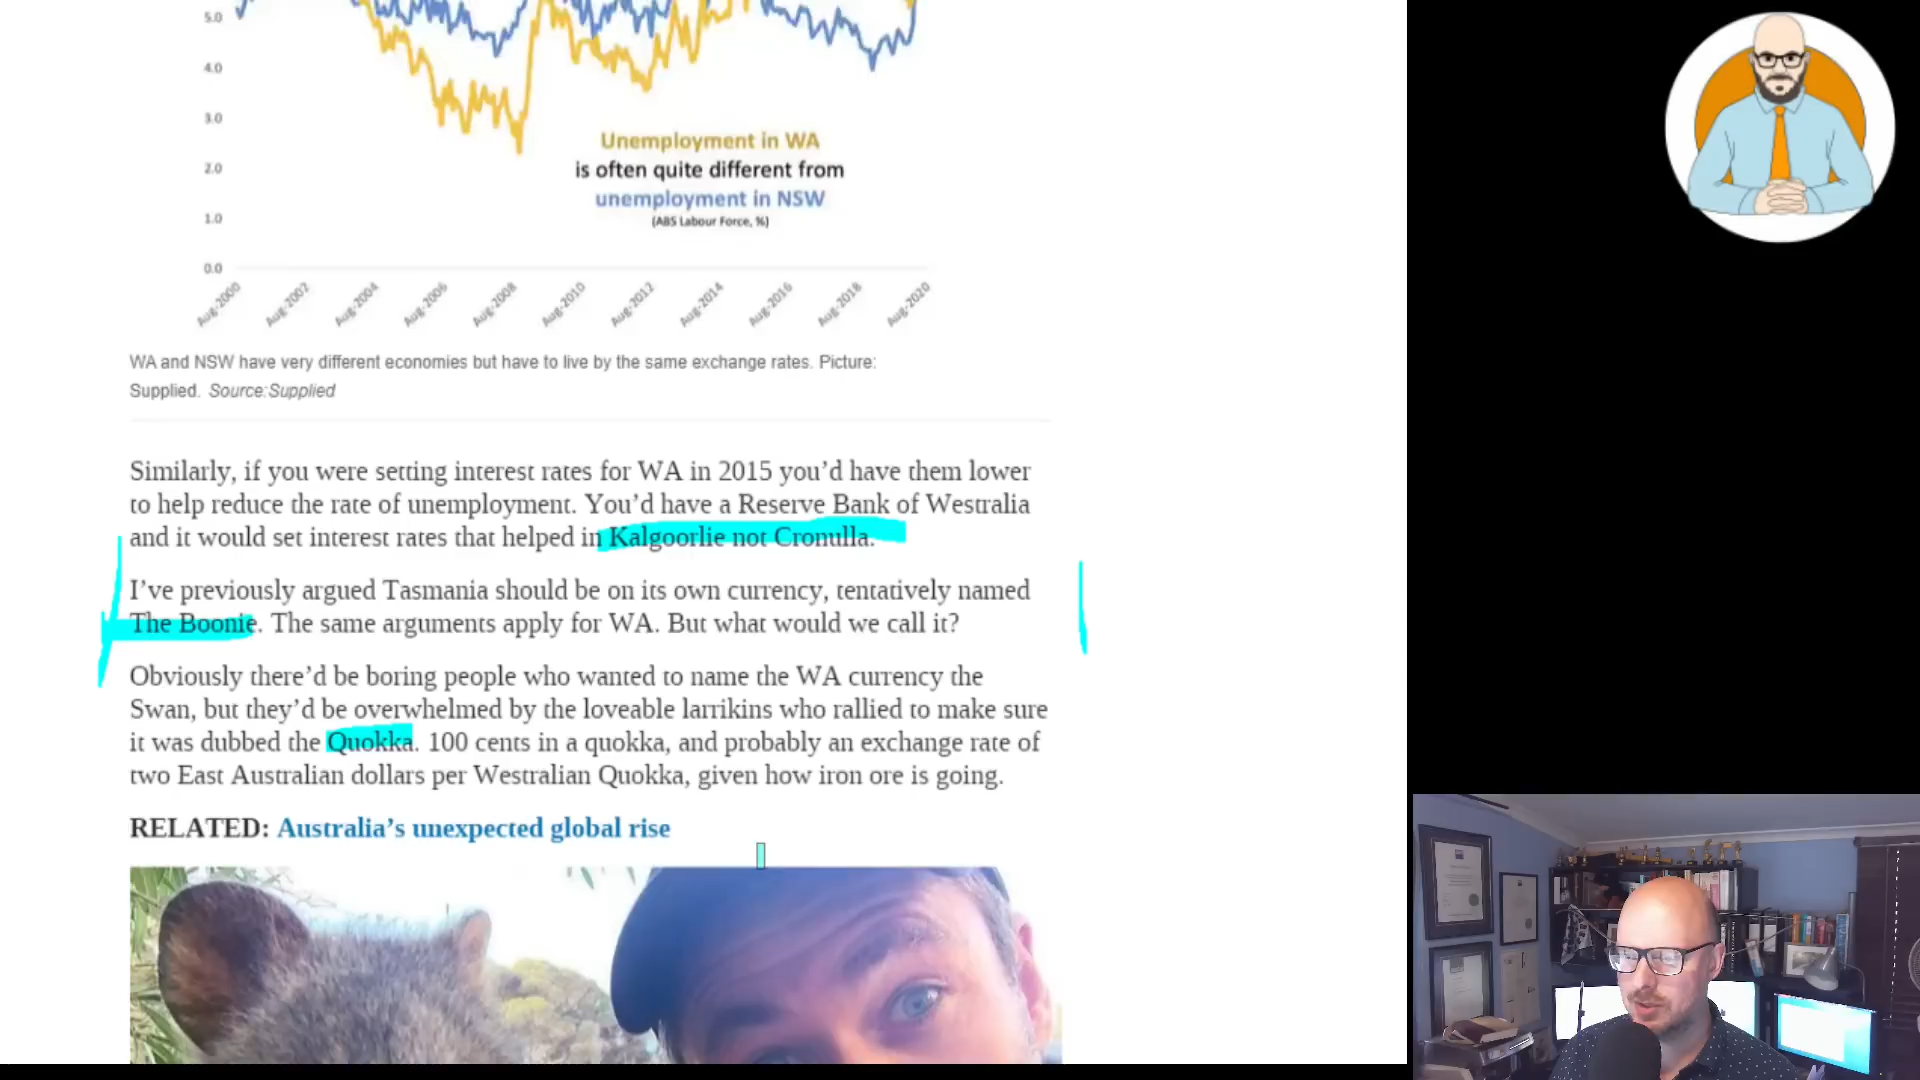 5.0
4.0
3.0
2.0
1.0
0.0
Unemployment in WA
is often quite different from
unemployment in NSW
(ABS Labour Force, %)
Aug-2000
Aug-2002
Aug-2004
Aug-2006
Aug-2008
Aug-2010
Aug-2012
Aug-2014
Aug-2016
Aug-2018
Aug-2020
WA and NSW have very different economies but have to live by the same exchange rates. Picture:
Supplied. Source:Supplied
Similarly, if you were setting interest rates for WA in 2015 you’d have them lower
to help reduce the rate of unemployment. You’d have a Reserve Bank of Westralia
and it would set interest rates that helped in Kalgoorlie not Cronulla.
I’ve previously argued Tasmania should be on its own currency, tentatively named
The Boonie. The same arguments apply for WA. But what would we call it?
Obviously there’d be boring people who wanted to name the WA currency the
Swan, but they’d be overwhelmed by the loveable larrikins who rallied to make sure
it was dubbed the Quokka. 100 cents in a quokka, and probably an exchange rate of
two East Australian dollars per Westralian Quokka, given how iron ore is going.
RELATED: Australia’s unexpected global rise